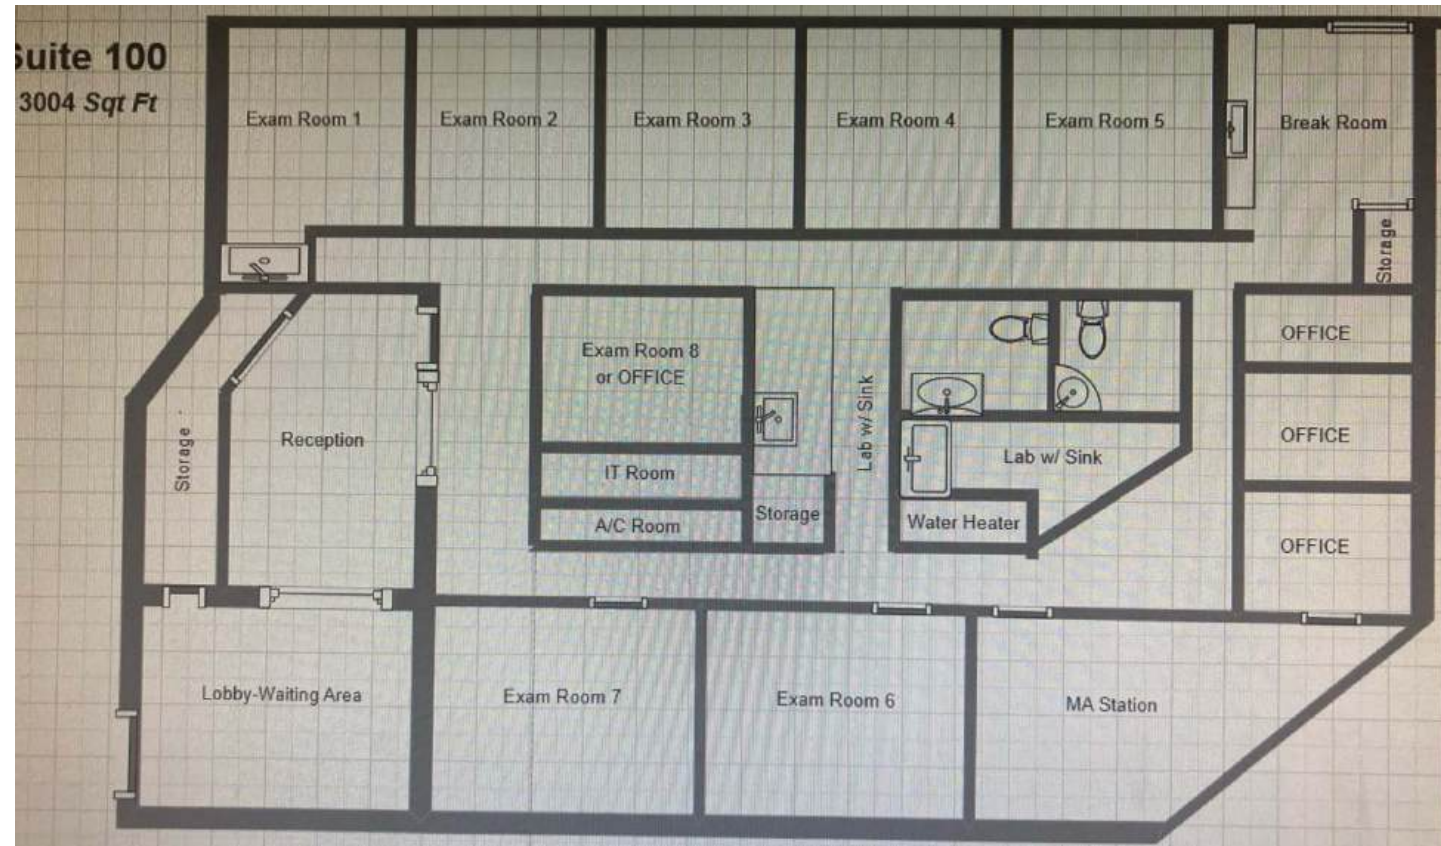 Suite 100
3004 Sqt Ft
Exam Room 1
Exam Room 2
Exam Room 3
Exam Room 4
Exam Room 5
Break Room
Storage
Exam Room 8
or OFFICE
OFFICE
Reception
Storage
Lab w/ Sink
OFFICE
IT Room
Lab w/ Sink
A/C Room
Storage
Water Heater
OFFICE
Lobby-Waiting Area
Exam Room 7
Exam Room 6
MA Station